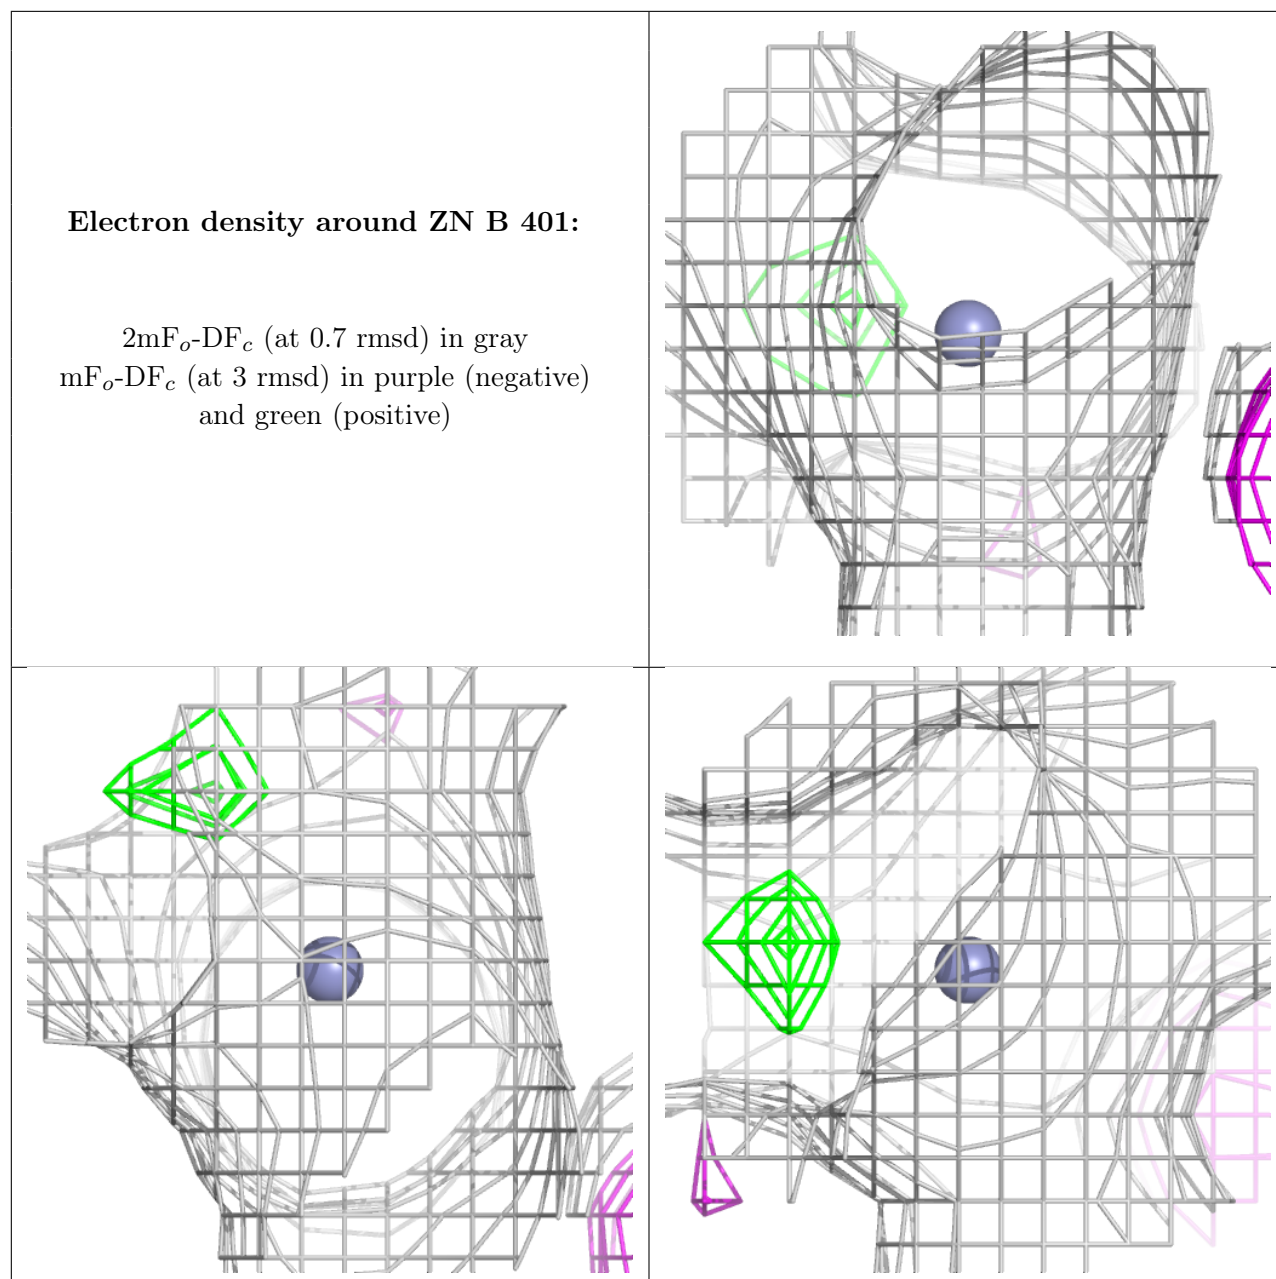 Electron density around ZN B 401:
2mFo-DFc (at 0.7 rmsd) in gray
mFo-DFc (at 3 rmsd) in purple (negative)
and green (positive)